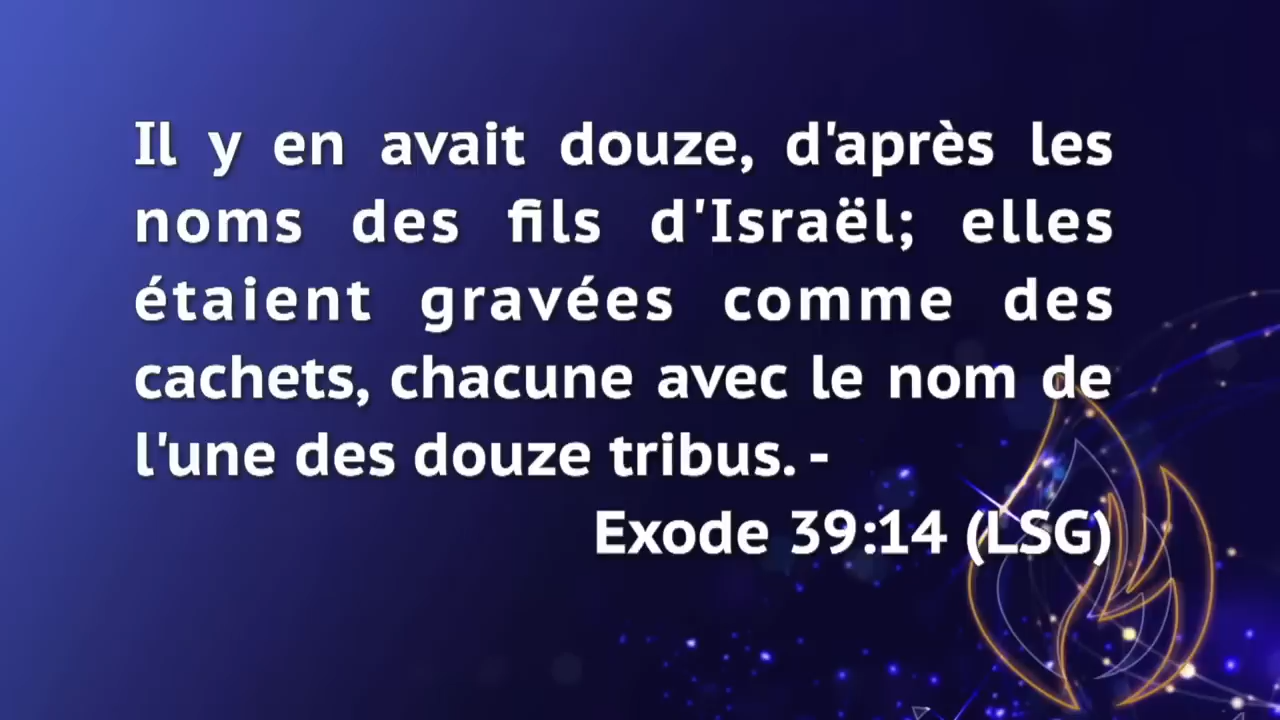 Il y en avait douze, d'après les
noms des fils d'Israël; elles
étaient gravées comme des
cachets, chacune avec le nom de
l'une des douze tribus. -
Exode 39:14 (LSG)